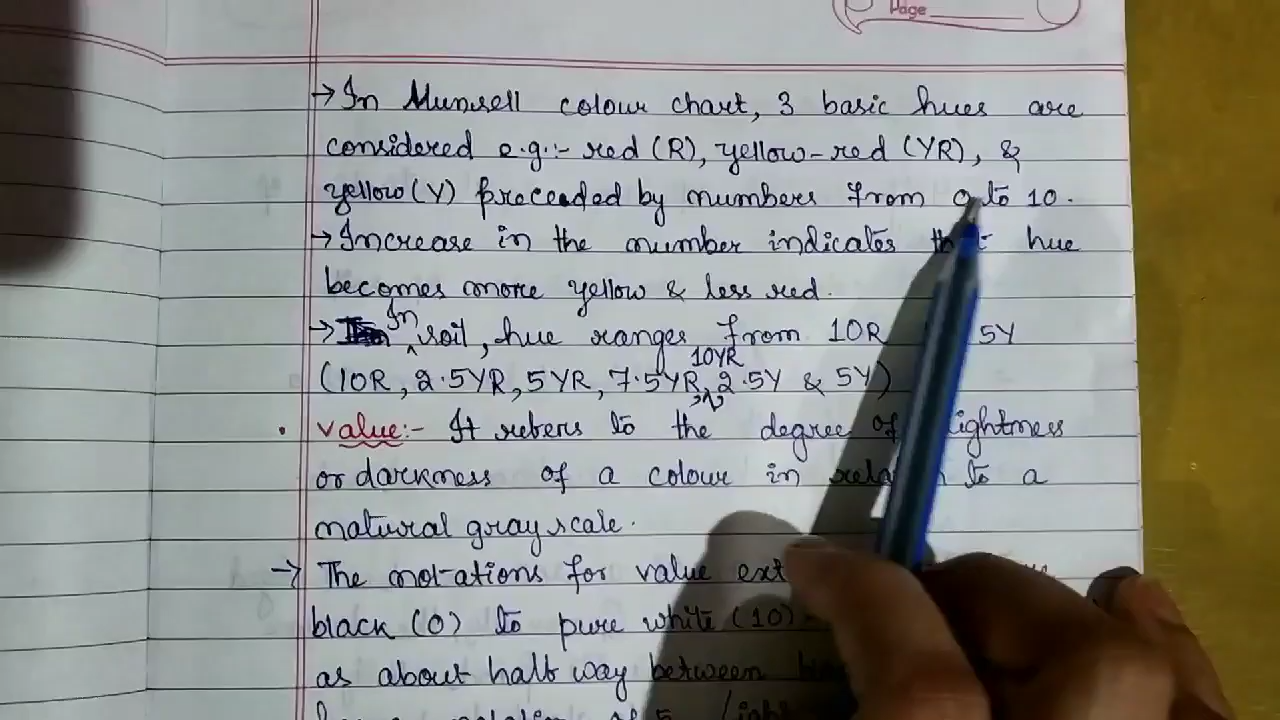 Page
→In Munsell colour chart, 3 basic hues are
considered e.g:- red (R), yellow-red (YR), &
yellow (Y) preceeded by numbers from 0 to 10.
→Increase in the number indicates hue
becomes more yellow & less red.
→ In soil, hue ranges from 10R 5Y
(10R, 2.5YR, 5YR, 7.5YR, 10YR, 2.5Y & 5Y)
• Value:- It refers to the degree of lightness
or darkness of a colour in to a
natural gray scale.
→ The notations for value
black (0) to pure white (10)
as about half way between